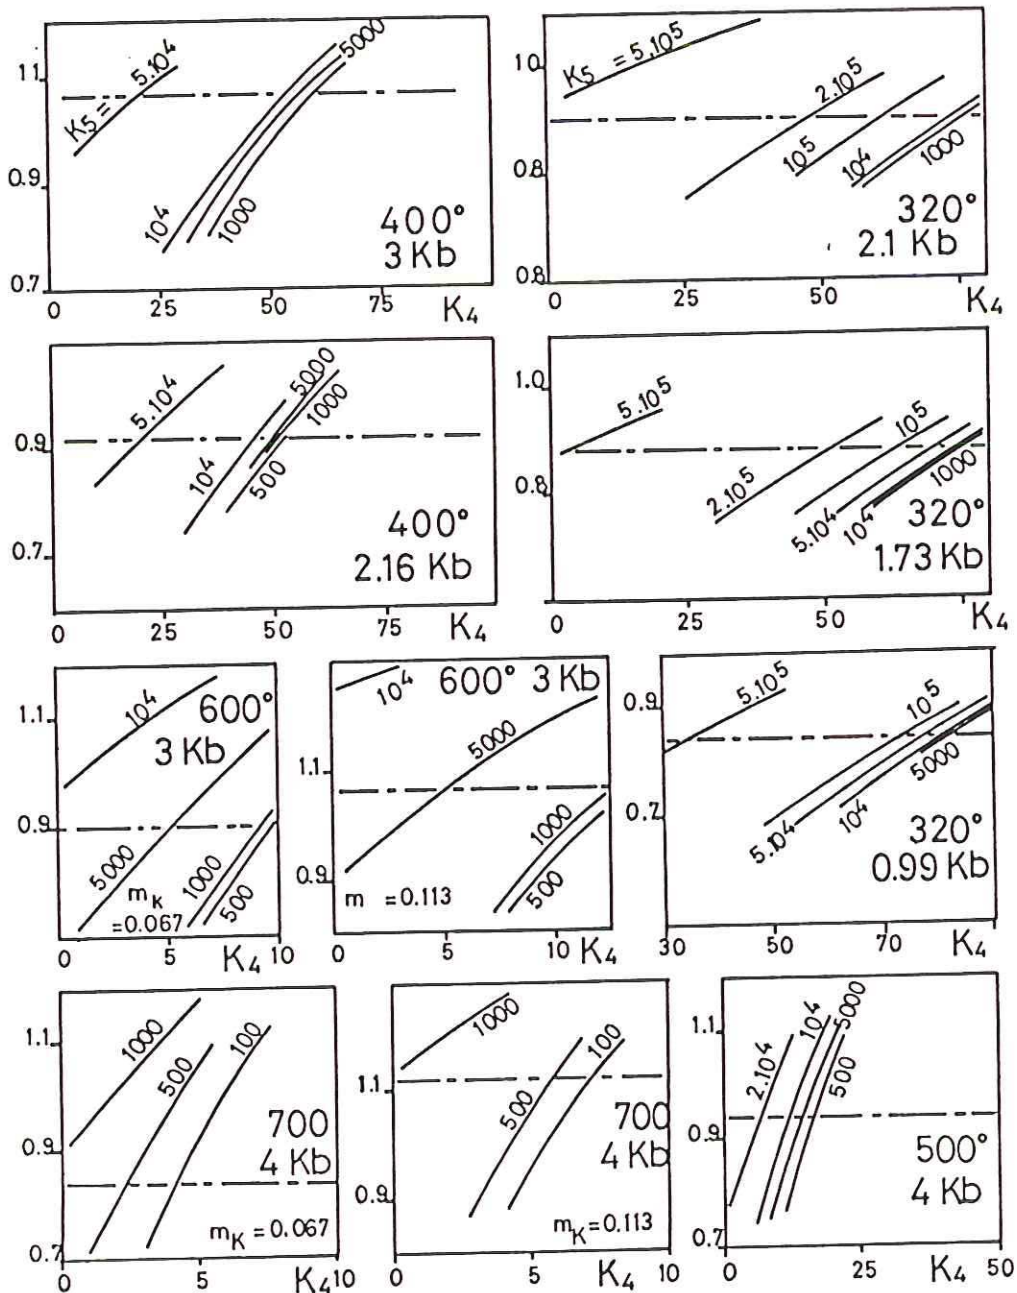 1.1
0.9
0.7
K5 = 5.10⁴
10⁴
5000
1000
400°
3 Kb
0 25 50 75 K4
1.0
0.8
0.8
K5 = 5.10⁵
2.10⁵
10⁵
10⁴
1000
320°
2.1 Kb
0 25 50 K4
0.9
0.7
5.10⁴
10⁴
5000
1000
500
400°
2.16 Kb
0 25 50 75 K4
1.0
0.8
5.10⁵
2.10⁵
10⁵
5.10⁴
10⁴
1000
320°
1.73 Kb
0 25 50 K4
1.1
0.9
10⁴
5000
1000
500
600°
3 Kb
mK
=0.067
0 5 K4 10
1.1
0.9
10⁴
600° 3 Kb
5000
1000
500
m = 0.113
0 5 10 K4
0.9
0.7
5.10⁵
10⁵
5000
10⁴
5.10⁴
320°
0.99 Kb
30 50 70 K4
1.1
0.9
0.7
1000
500
100
700
4 Kb
mK = 0.067
0 5 K4 10
1.1
0.9
1000
500
100
700
4 Kb
mK = 0.113
0 5 K4 10
1.1
0.9
0.7
2.10⁴
10⁴
5000
500
500°
4 Kb
0 25 K4 50